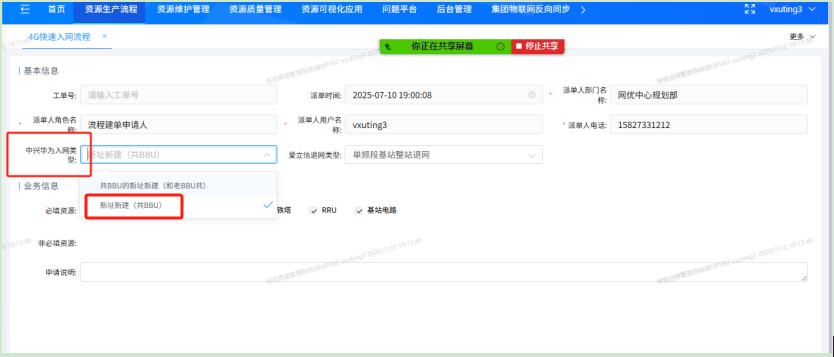 首页 资源生产流程 资源维护管理 资源质量管理 资源可视化应用 问题平台 后台管理 集团物联网反向同步 vxuting3
4G快速入网流程 × 更多
你正在共享屏幕 停止共享
基本信息
工单号: 请输入工单号 派单时间: 2025-07-10 19:00:08 * 派单人部门名称: 网优中心规划部
* 派单人角色名称: 流程建单申请人 * 派单人用户名称: vxuting3 * 派单人电话: 15827331212
中兴华为入网类型: 新址新建（共BBU） 爱立信退网类型: 单频段基站整站退网
业务信息
共BBU的新址新建（和老BBU共）
新址新建（共BBU）
必填资源: 铁塔 RRU 基站电路
非必填资源:
申请说明: